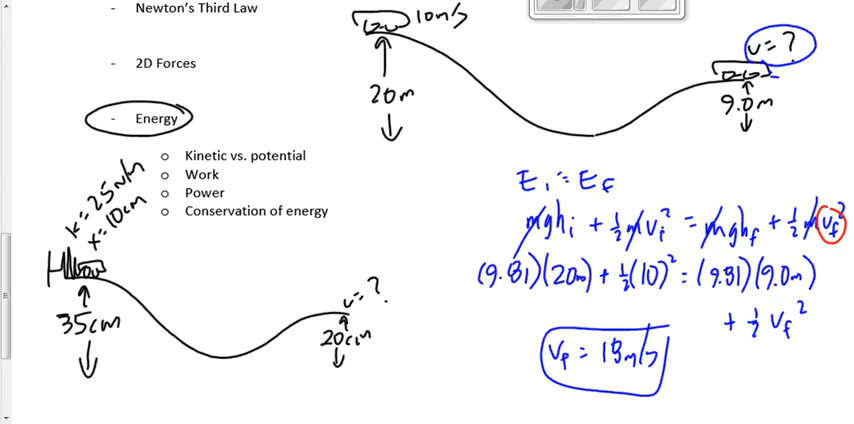 - Newton's Third Law
10m/s
v = ?
- 2D Forces
20m
9.0m
- Energy
○ Kinetic vs. potential
○ Work
○ Power
○ Conservation of energy
k = 25 N/m
x = 10cm
E_i = E_f
mgh_i + ½mv_i² = mgh_f + ½mv_f²
(9.81)(20m) + ½(10)² = (9.81)(9.0m)
+ ½ v_f²
v = ?
35cm
20cm
v_f = 18m/s